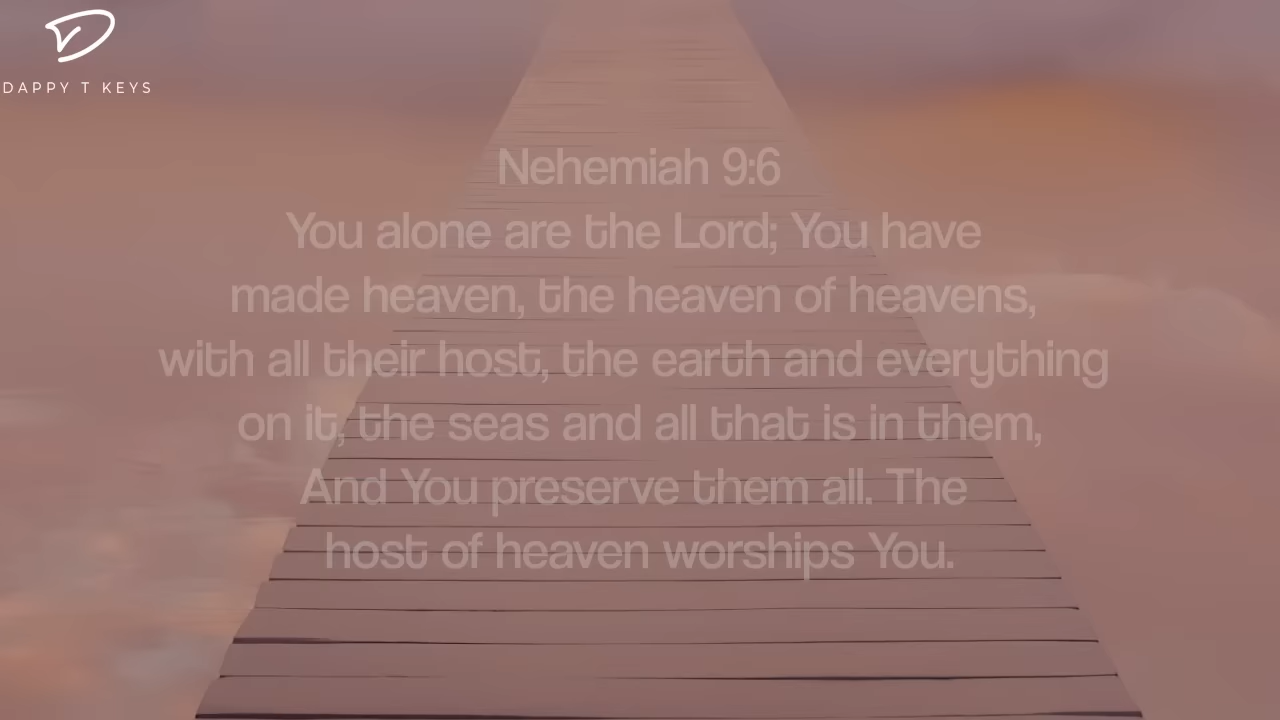 DAPPY T KEYS
Nehemiah 9:6
You alone are the Lord; You have
made heaven, the heaven of heavens,
with all their host, the earth and everything
on it, the seas and all that is in them,
And You preserve them all. The
host of heaven worships You.